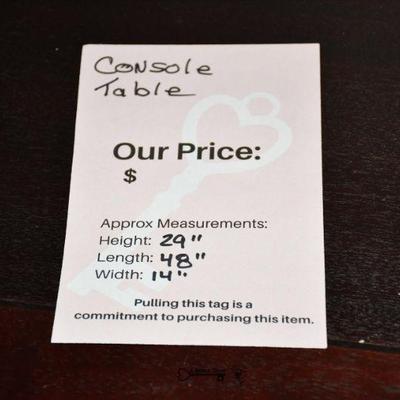 Console
Table
Our Price:
$
Approx Measurements:
Height: 29"
Length: 48"
Width: 14"
Pulling this tag is a
commitment to purchasing this item.